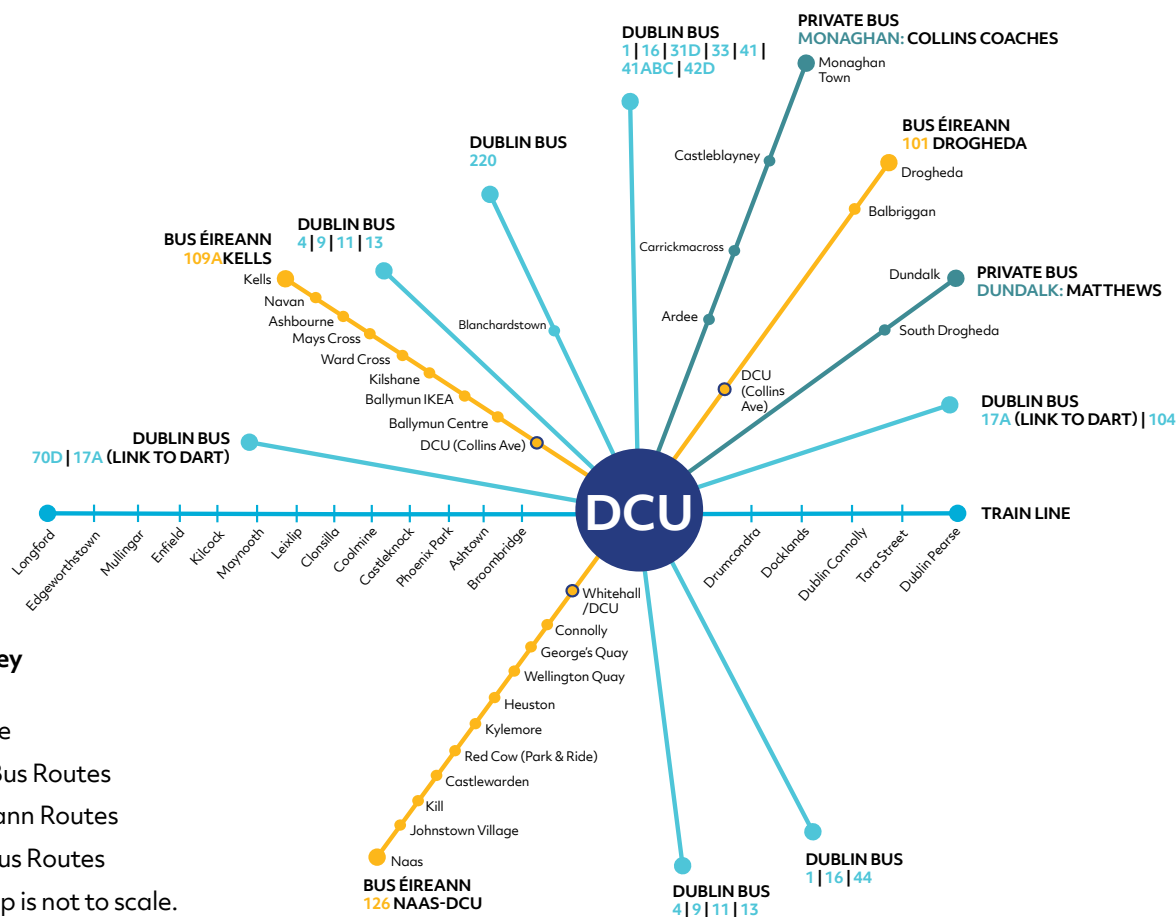 DUBLIN BUS
1 | 16 | 31D | 33 | 41 |
41ABC | 42D
PRIVATE BUS
MONAGHAN: COLLINS COACHES
Monaghan
Town
Castleblayney
Carrickmacross
Ardee
BUS ÉIREANN
101 DROGHEDA
Drogheda
Balbriggan
DCU
(Collins
Ave)
DUBLIN BUS
220
Blanchardstown
DUBLIN BUS
4 | 9 | 11 | 13
BUS ÉIREANN
109AKELLS
Kells
Navan
Ashbourne
Mays Cross
Ward Cross
Kilshane
Ballymun IKEA
Ballymun Centre
DCU (Collins Ave)
PRIVATE BUS
DUNDALK: MATTHEWS
Dundalk
South Drogheda
DUBLIN BUS
17A (LINK TO DART) | 104
DUBLIN BUS
70D | 17A (LINK TO DART)
DCU
TRAIN LINE
Longford
Edgeworthstown
Mullingar
Enfield
Kilcock
Maynooth
Leixlip
Clonsilla
Coolmine
Castleknock
Phoenix Park
Ashtown
Broombridge
Drumcondra
Docklands
Dublin Connolly
Tara Street
Dublin Pearse
Whitehall
/DCU
Connolly
George's Quay
Wellington Quay
Heuston
Kylemore
Red Cow (Park & Ride)
Castlewarden
Kill
Johnstown Village
Naas
BUS ÉIREANN
126 NAAS-DCU
DUBLIN BUS
4 | 9 | 11 | 13
DUBLIN BUS
1 | 16 | 44
ey
e
Bus Routes
ann Routes
us Routes
p is not to scale.